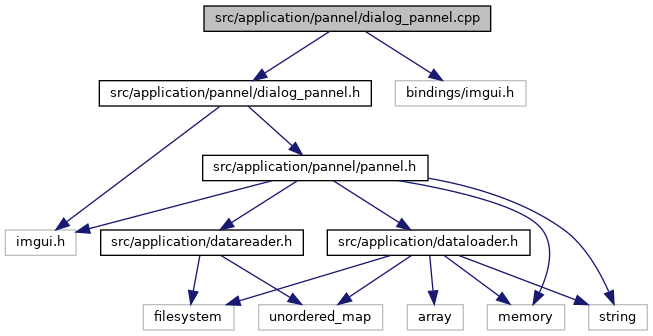 src/application/pannel/dialog_pannel.cpp
src/application/pannel/dialog_pannel.h
bindings/imgui.h
src/application/pannel/pannel.h
imgui.h
src/application/datareader.h
src/application/dataloader.h
filesystem
unordered_map
array
memory
string